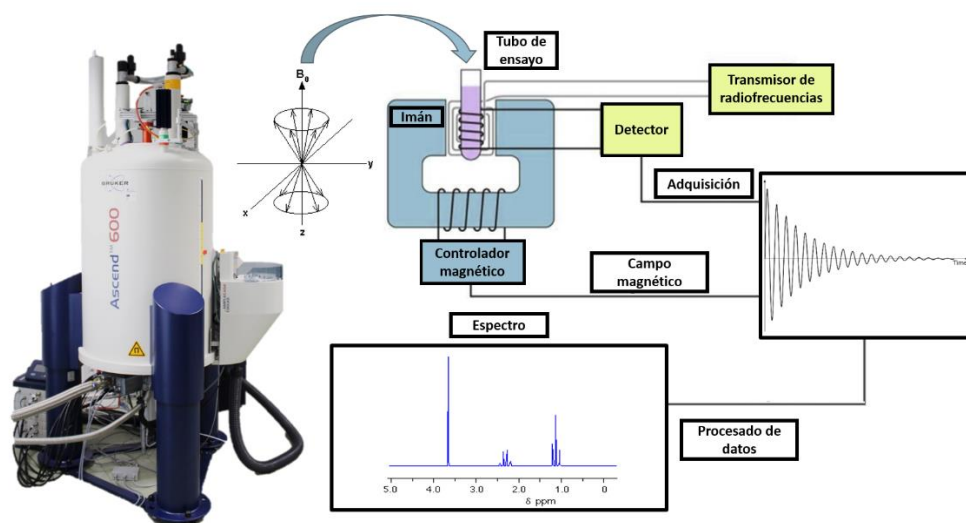 BRUKER
Ascend™ 600
B₀
y
x
z
Tubo de
ensayo
Imán
Transmisor de
radiofrecuencias
Detector
Adquisición
Controlador
magnético
Campo
magnético
Time
Espectro
Procesado de
datos
5.0 4.0 3.0 2.0 1.0 0
δ ppm